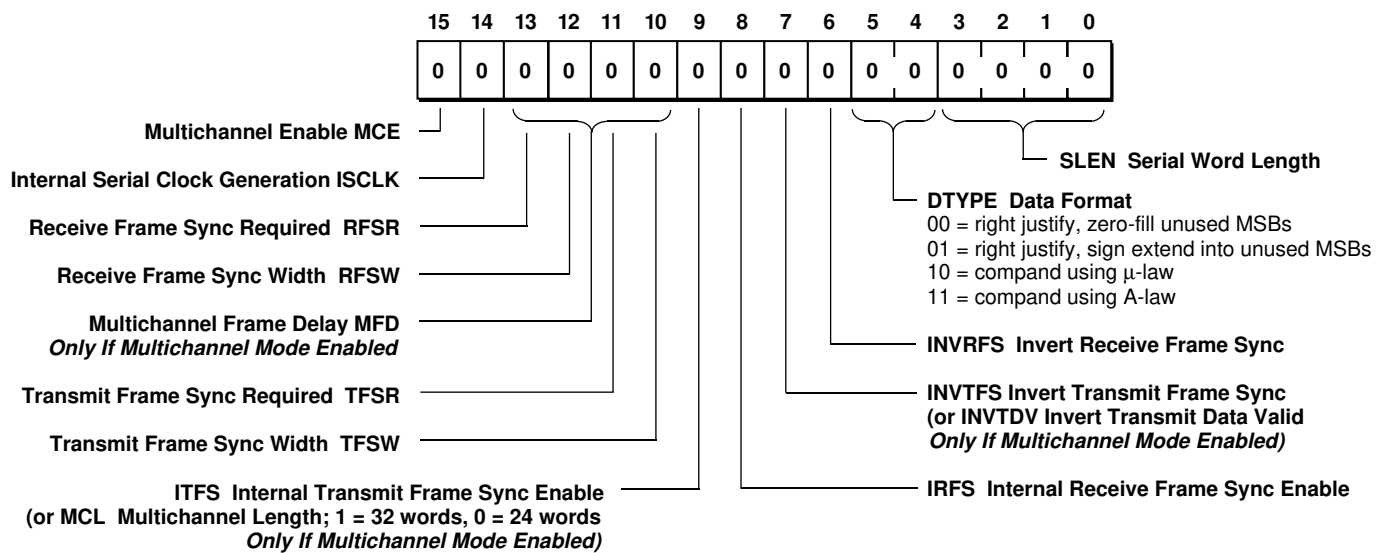 15 14 13 12 11 10 9 8 7 6 5 4 3 2 1 0
0 0 0 0 0 0 0 0 0 0 0 0 0 0 0 0
Multichannel Enable MCE
Internal Serial Clock Generation ISCLK
Receive Frame Sync Required RFSR
Receive Frame Sync Width RFSW
Multichannel Frame Delay MFD
Only If Multichannel Mode Enabled
Transmit Frame Sync Required TFSR
Transmit Frame Sync Width TFSW
ITFS Internal Transmit Frame Sync Enable
(or MCL Multichannel Length; 1 = 32 words, 0 = 24 words
Only If Multichannel Mode Enabled)
SLEN Serial Word Length
DTYPE Data Format
00 = right justify, zero-fill unused MSBs
01 = right justify, sign extend into unused MSBs
10 = compand using μ-law
11 = compand using A-law
INVRFS Invert Receive Frame Sync
INVTFS Invert Transmit Frame Sync
(or INVTDV Invert Transmit Data Valid
Only If Multichannel Mode Enabled)
IRFS Internal Receive Frame Sync Enable